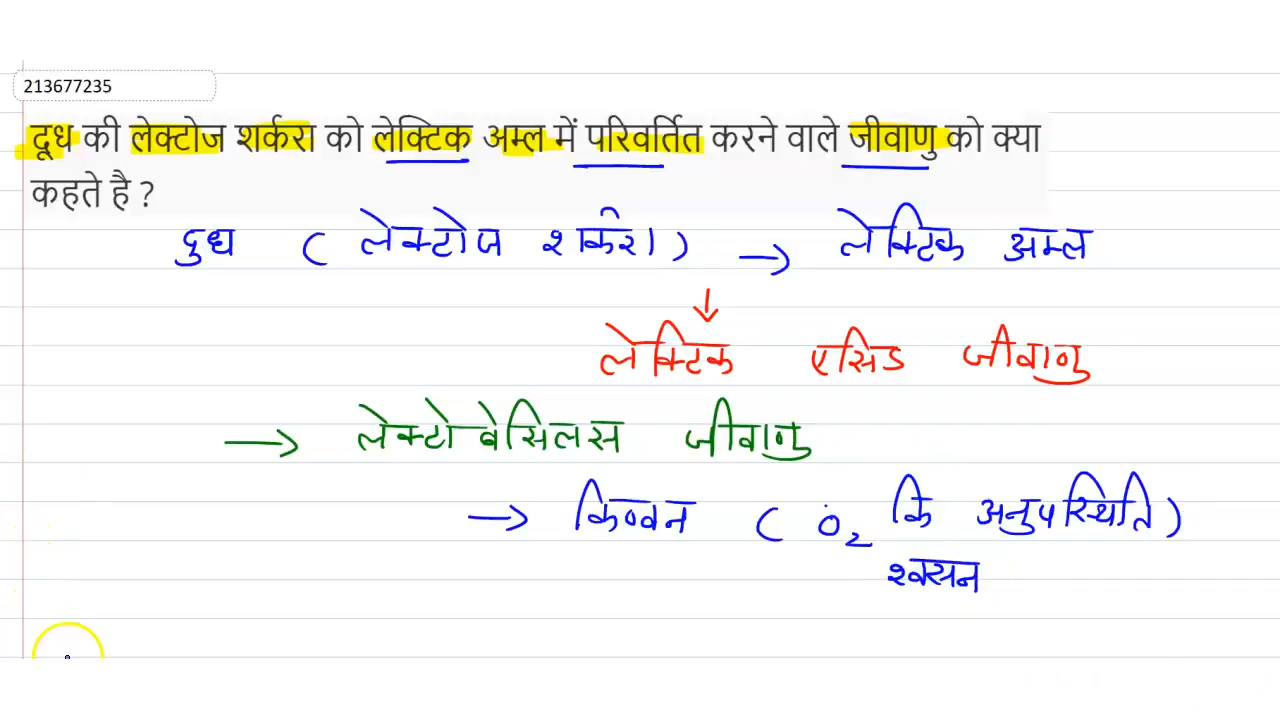 213677235
दूध की लेक्टोज शर्करा को लेक्टिक अम्ल में परिवर्तित करने वाले जीवाणु को क्या
कहते है ?
दुध ( लेक्टोज शर्करा ) → लेक्टिक अम्ल
↓
लेक्टिक एसिड जीवाणु
→ लेक्टो बेसिलस जीवाणु
→ किण्वन ( O₂ कि अनुपस्थिति )
श्वसन